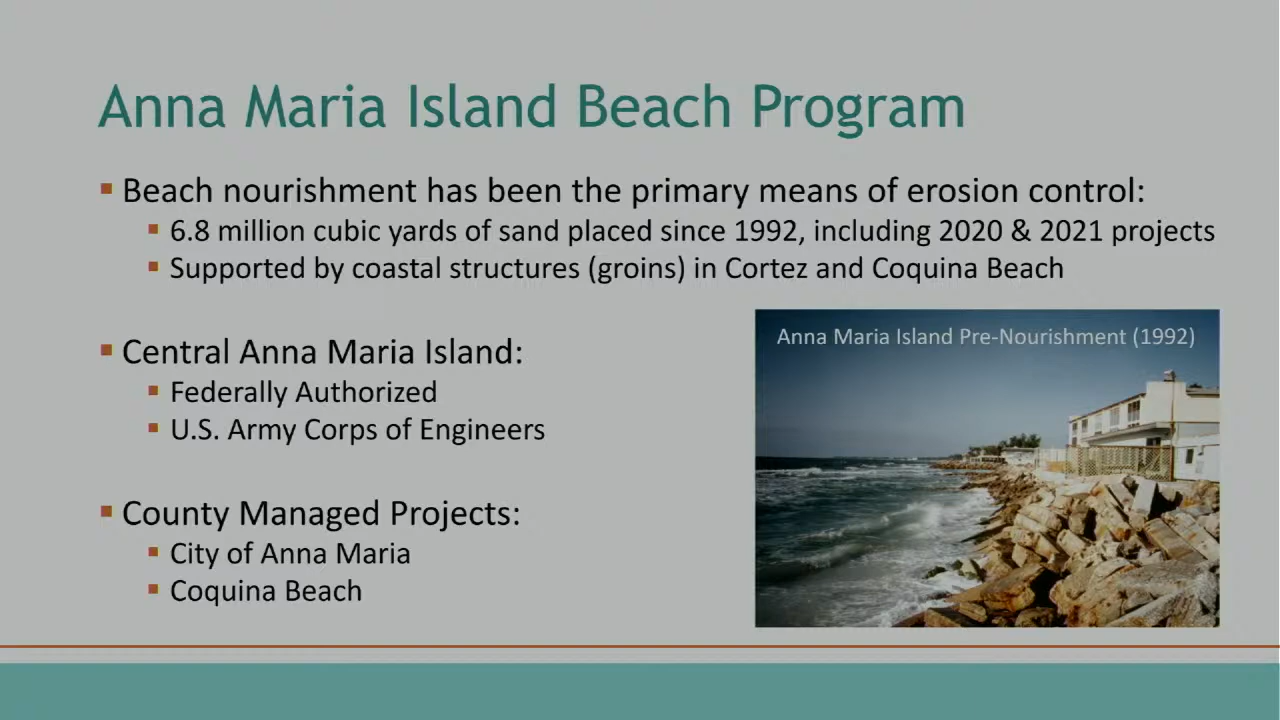 Anna Maria Island Beach Program
Beach nourishment has been the primary means of erosion control:
6.8 million cubic yards of sand placed since 1992, including 2020 & 2021 projects
Supported by coastal structures (groins) in Cortez and Coquina Beach
Anna Maria Island Pre-Nourishment (1992)
Central Anna Maria Island:
Federally Authorized
U.S. Army Corps of Engineers
County Managed Projects:
City of Anna Maria
Coquina Beach